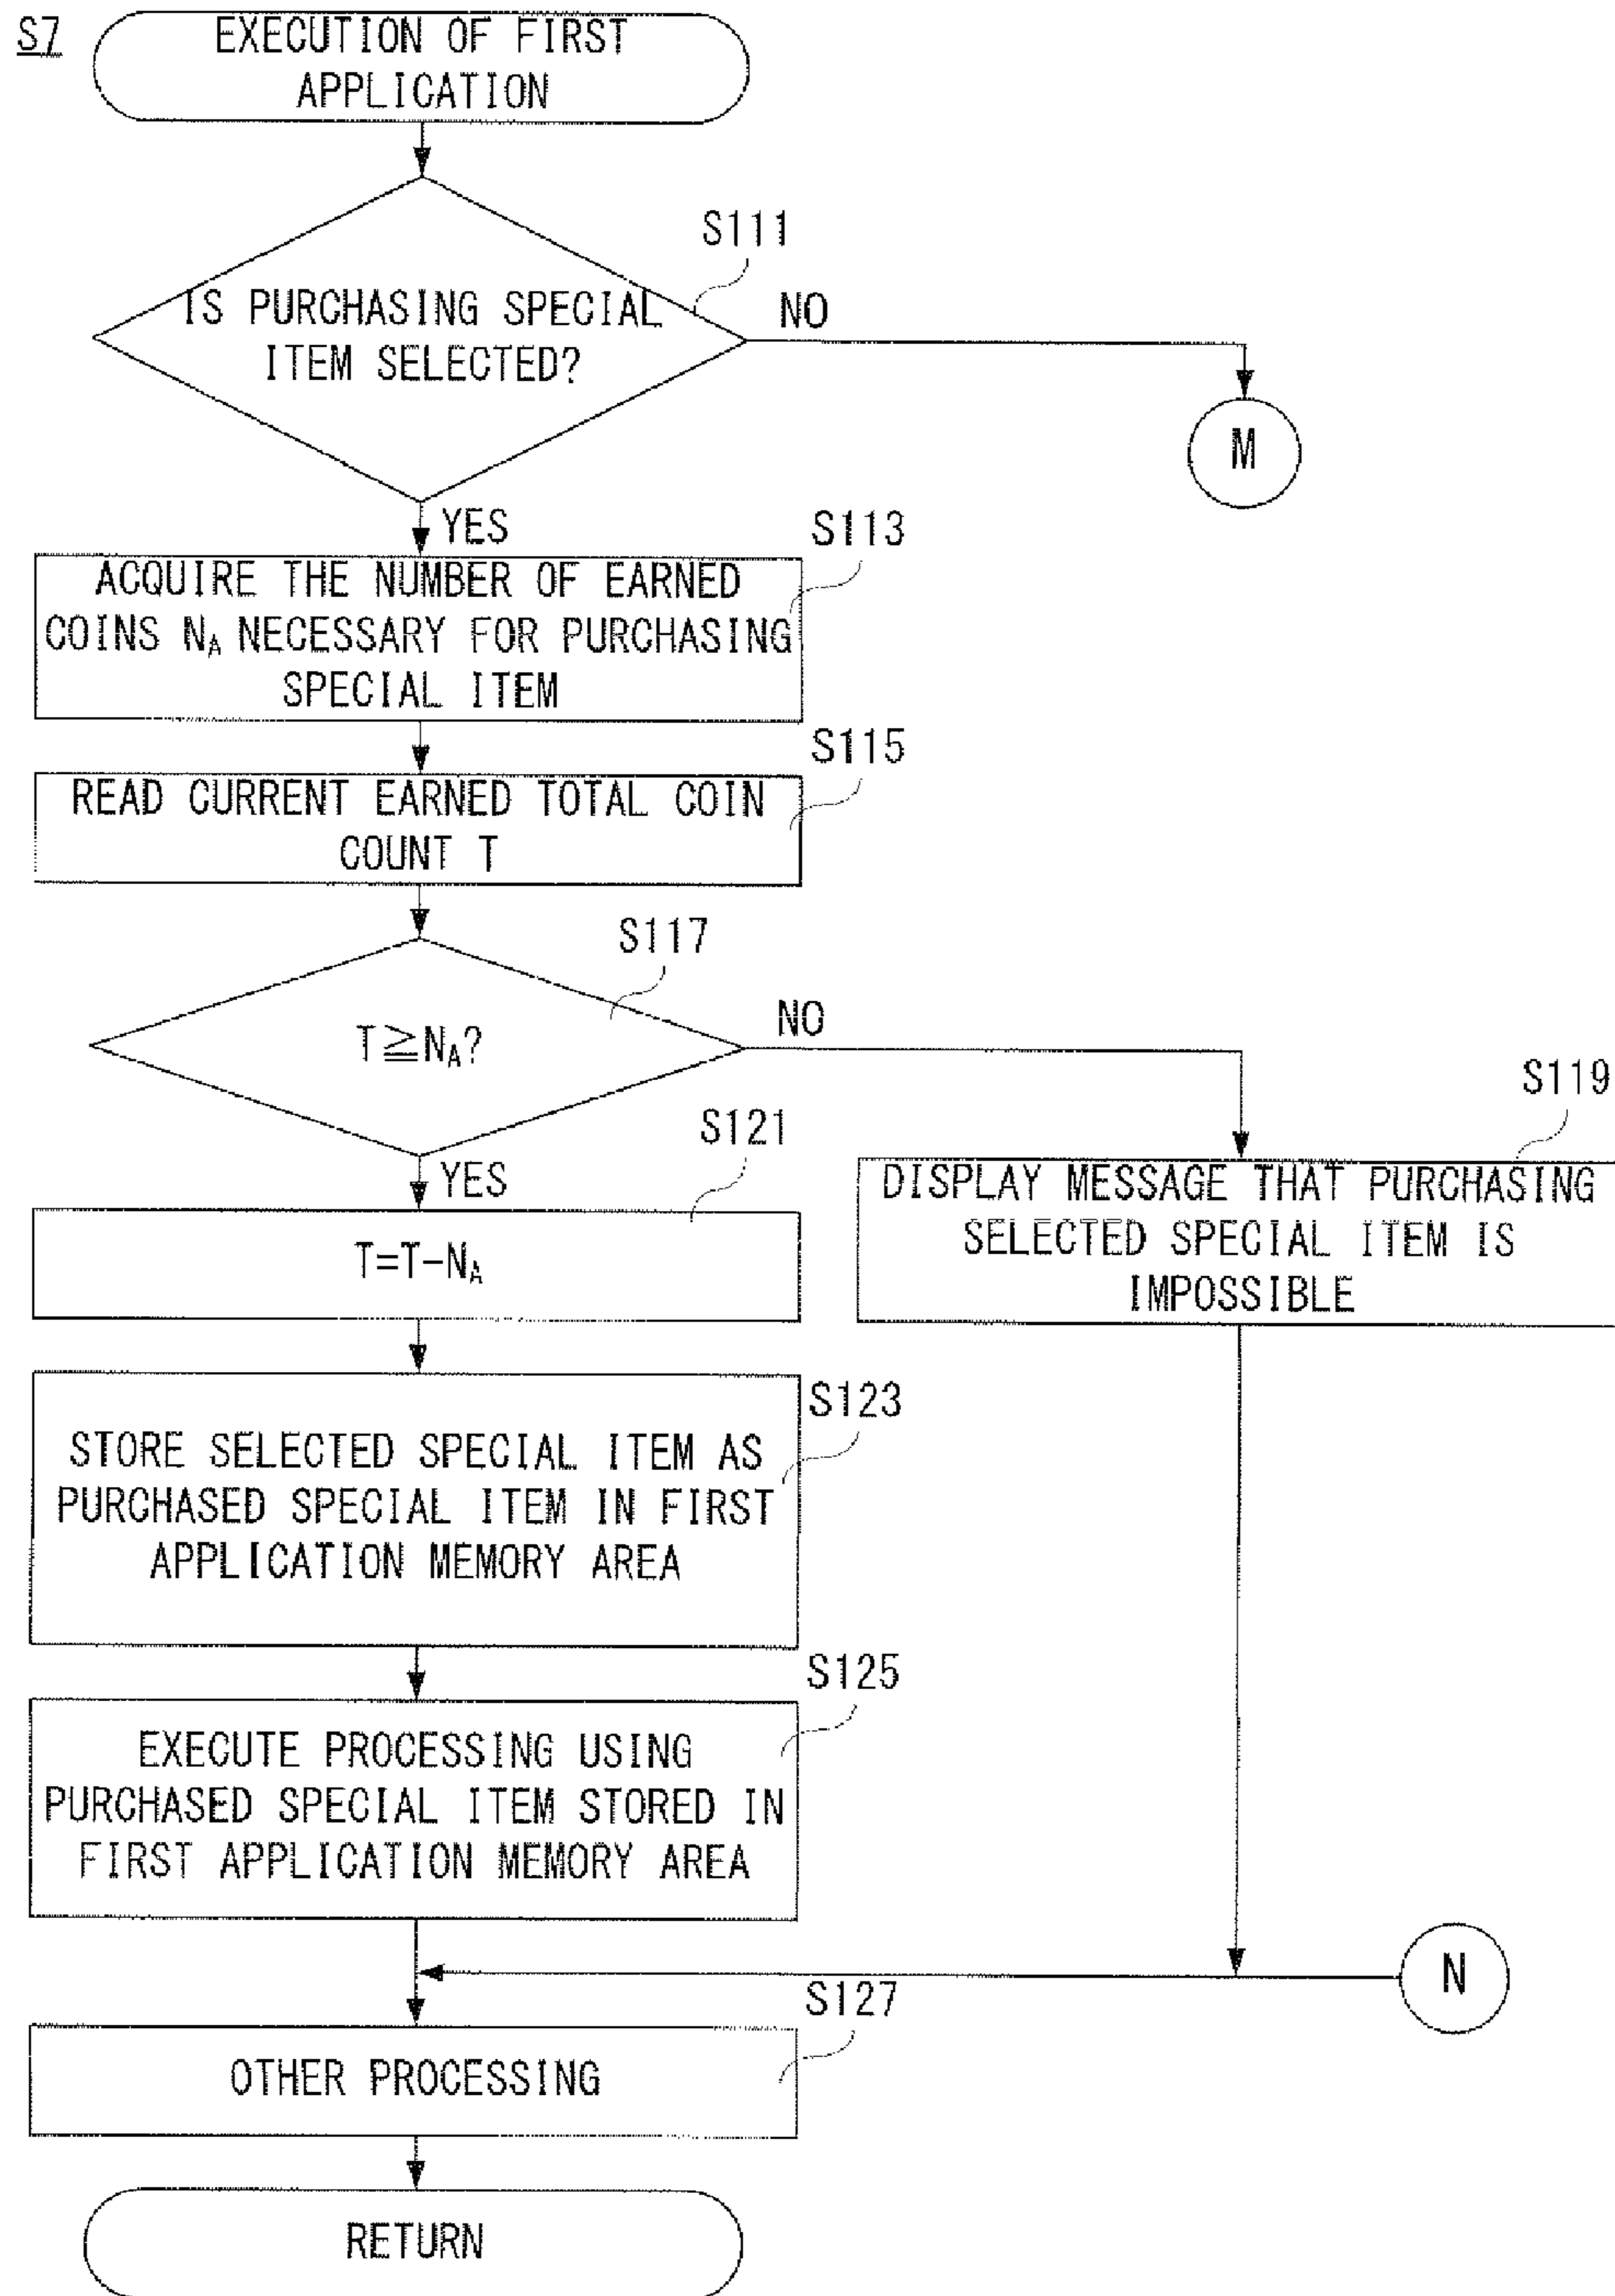 S7
EXECUTION OF FIRST
APPLICATION
S111
IS PURCHASING SPECIAL
ITEM SELECTED?
NO
M
YES
S113
ACQUIRE THE NUMBER OF EARNED
COINS NA NECESSARY FOR PURCHASING
SPECIAL ITEM
S115
READ CURRENT EARNED TOTAL COIN
COUNT T
S117
T≧NA?
NO
S119
DISPLAY MESSAGE THAT PURCHASING
SELECTED SPECIAL ITEM IS
IMPOSSIBLE
YES
S121
T=T-NA
S123
STORE SELECTED SPECIAL ITEM AS
PURCHASED SPECIAL ITEM IN FIRST
APPLICATION MEMORY AREA
S125
EXECUTE PROCESSING USING
PURCHASED SPECIAL ITEM STORED IN
FIRST APPLICATION MEMORY AREA
N
S127
OTHER PROCESSING
RETURN